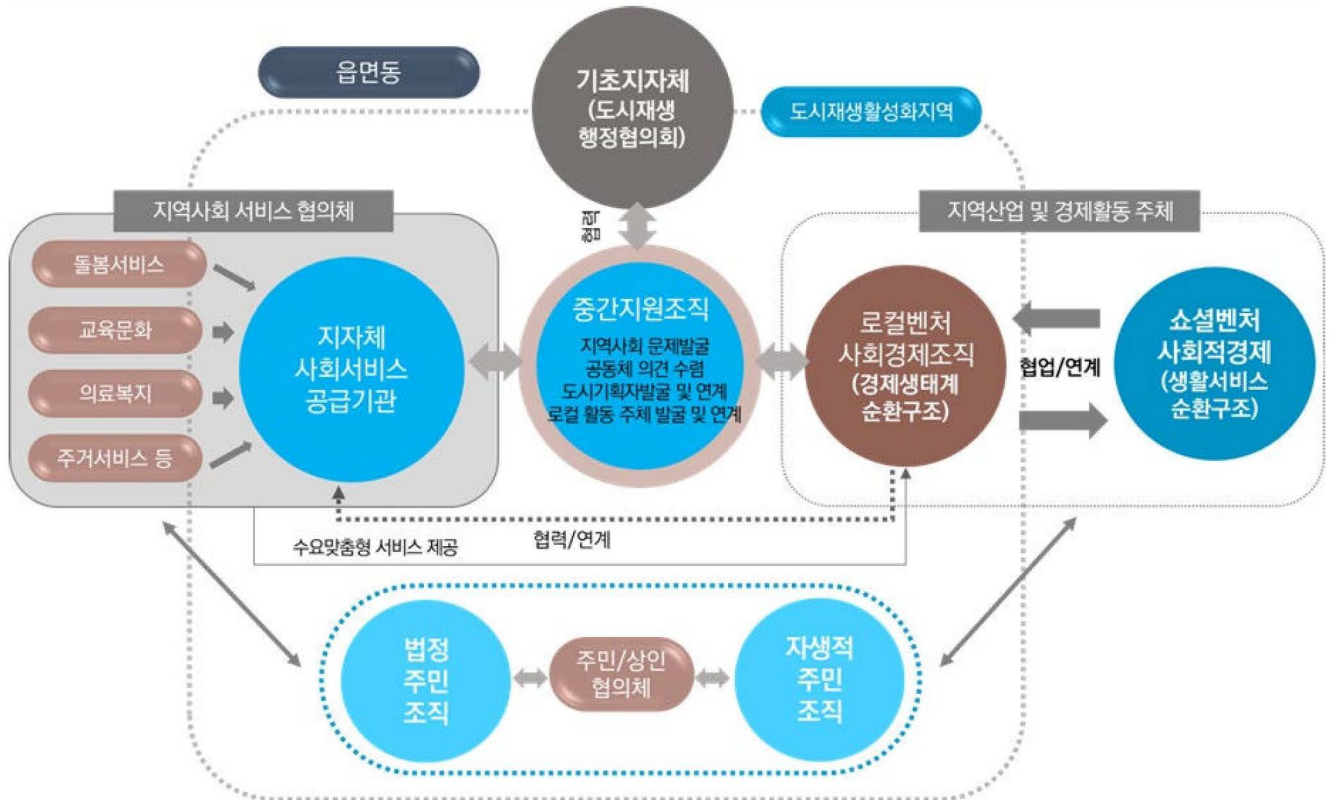 읍면동
기초지자체
(도시재생
행정협의회)
도시재생활성화지역
지역사회 서비스 협의체
협력
지역산업 및 경제활동 주체
돌봄서비스
교육문화
의료복지
주거서비스 등
지자체
사회서비스
공급기관
중간지원조직
지역사회 문제발굴
공동체 의견 수렴
도시기획자발굴 및 연계
로컬 활동 주체 발굴 및 연계
로컬벤처
사회경제조직
(경제생태계
순환구조)
협업/연계
쇼셜벤처
사회적경제
(생활서비스
순환구조)
협력/연계
수요맞춤형 서비스 제공
법정
주민
조직
주민/상인
협의체
자생적
주민
조직